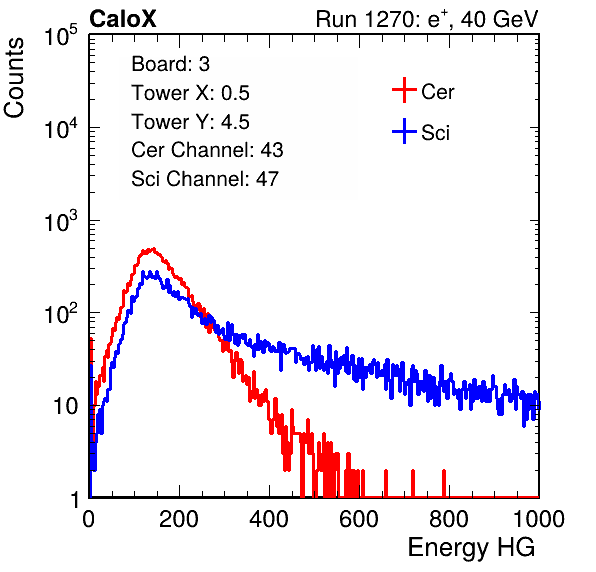 CaloX Run 1270: e⁺, 40 GeV
Counts
10⁵
10⁴
10³
10²
10
1
Board: 3
Tower X: 0.5
Tower Y: 4.5
Cer Channel: 43
Sci Channel: 47
Cer
Sci
0 200 400 600 800 1000
Energy HG